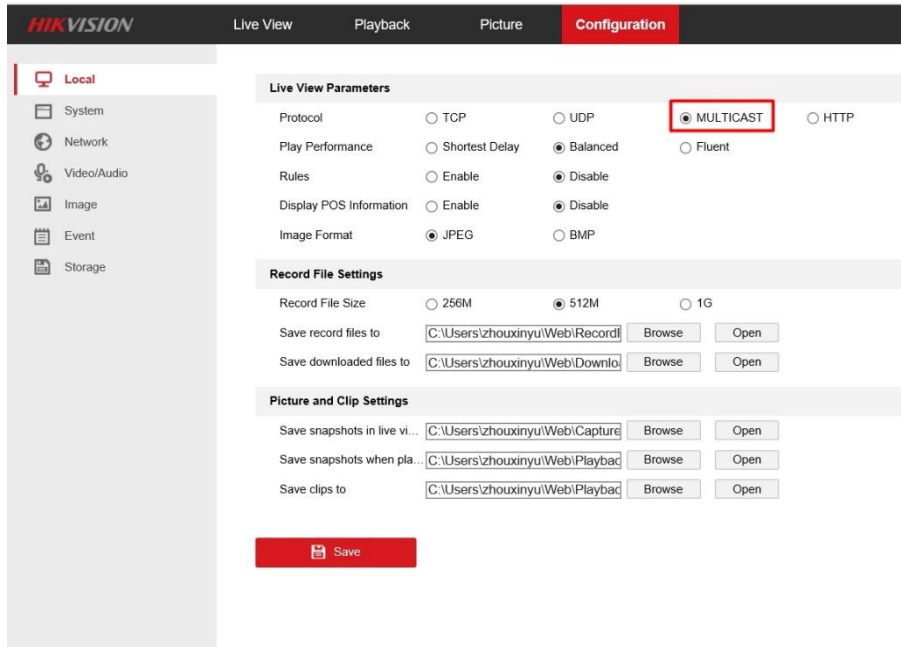 HIKVISION Live View Playback Picture Configuration
Local
System
Network
Video/Audio
Image
Event
Storage
Live View Parameters
Protocol TCP UDP MULTICAST HTTP
Play Performance Shortest Delay Balanced Fluent
Rules Enable Disable
Display POS Information Enable Disable
Image Format JPEG BMP
Record File Settings
Record File Size 256M 512M 1G
Save record files to C:\Users\zhouxinyu\Web\Recordl Browse Open
Save downloaded files to C:\Users\zhouxinyu\Web\Downlo Browse Open
Picture and Clip Settings
Save snapshots in live vi... C:\Users\zhouxinyu\Web\Capture Browse Open
Save snapshots when pla... C:\Users\zhouxinyu\Web\Playbac Browse Open
Save clips to C:\Users\zhouxinyu\Web\Playbac Browse Open
Save